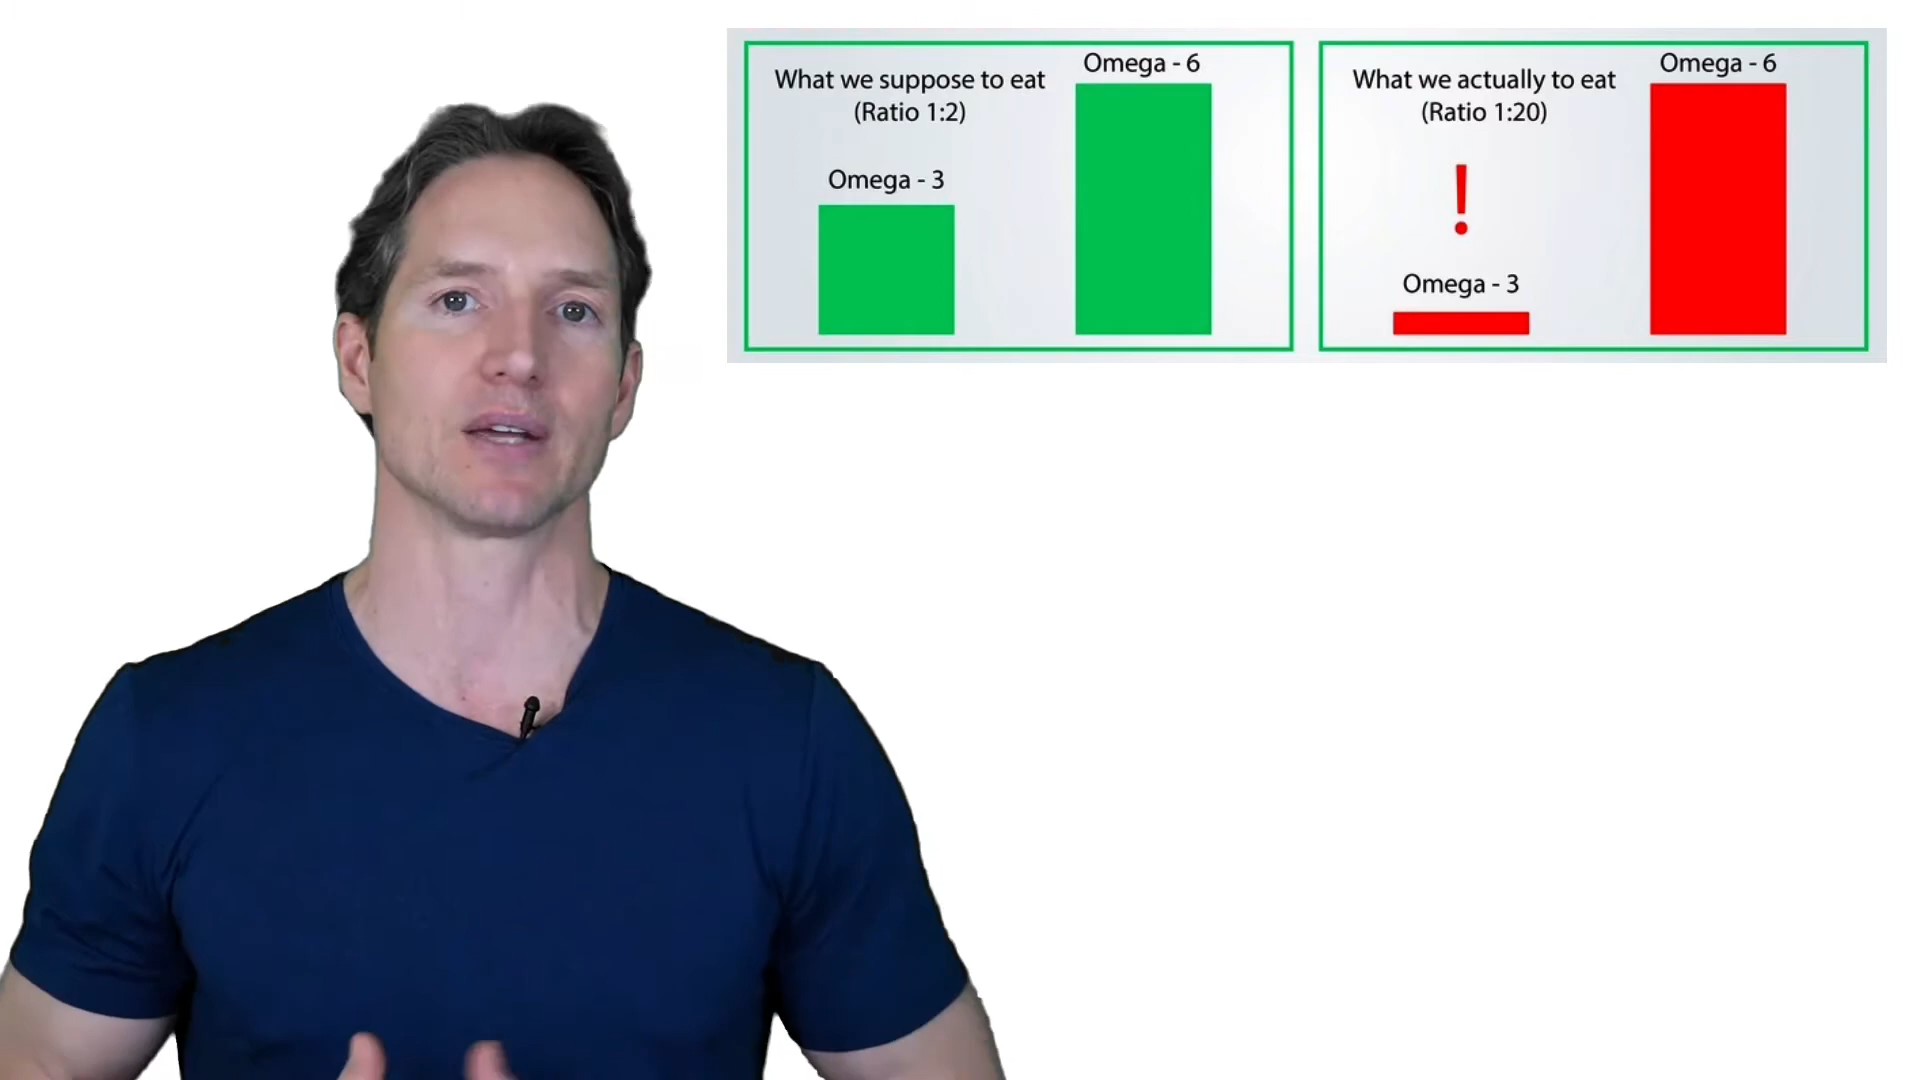 What we suppose to eat
(Ratio 1:2)
Omega - 3
Omega - 6
What we actually to eat
(Ratio 1:20)
!
Omega - 3
Omega - 6